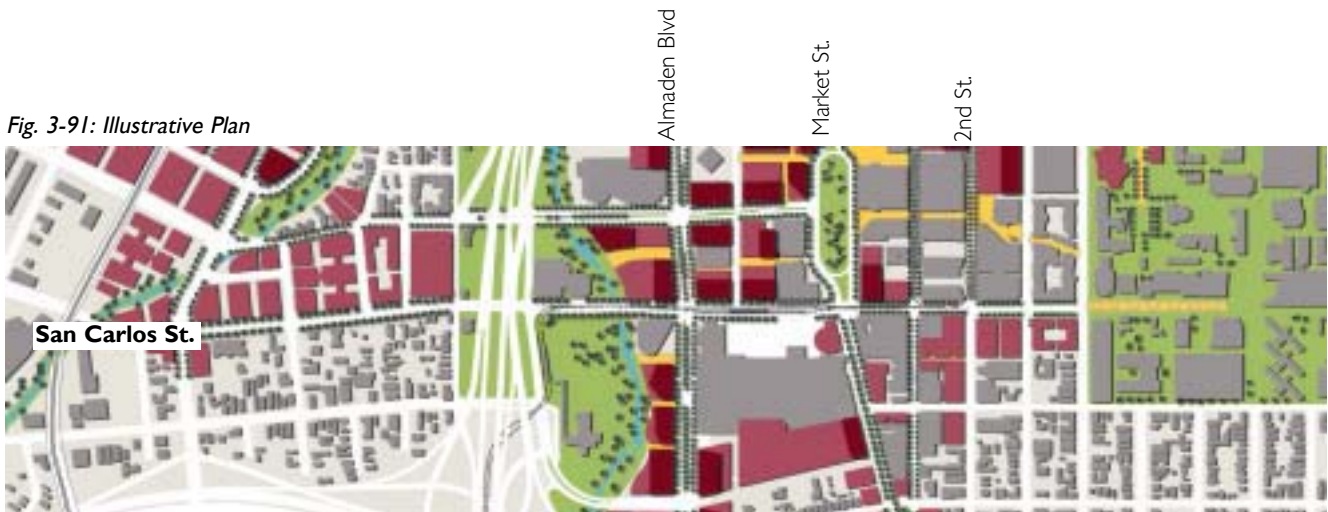 Almaden Blvd
Market St.
2nd St.
Fig. 3-91: Illustrative Plan
San Carlos St.